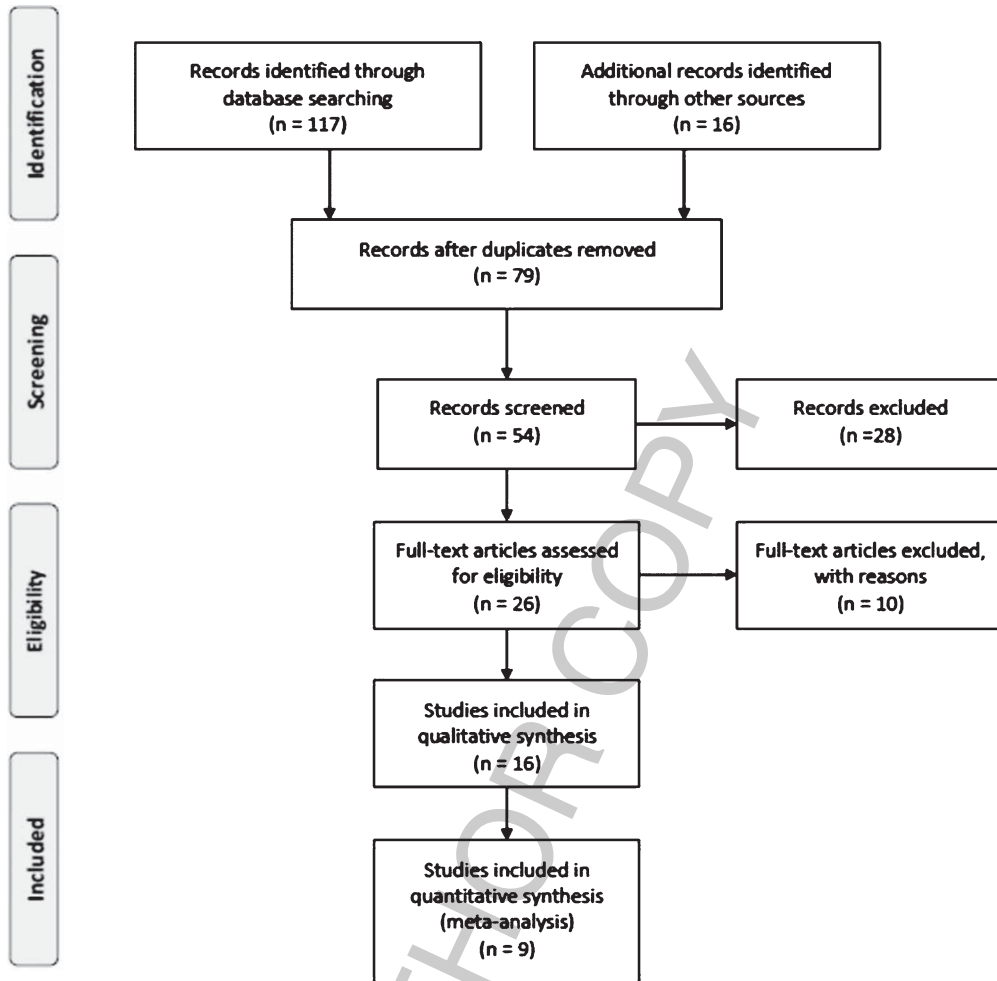 Identification
Records identified through
database searching
(n = 117)
Additional records identified
through other sources
(n = 16)
Screening
Records after duplicates removed
(n = 79)
Records screened
(n = 54)
Records excluded
(n =28)
Eligibility
Full-text articles assessed
for eligibility
(n = 26)
Full-text articles excluded,
with reasons
(n = 10)
Studies included in
qualitative synthesis
(n = 16)
Included
Studies included in
quantitative synthesis
(meta-analysis)
(n = 9)
THOR COPY